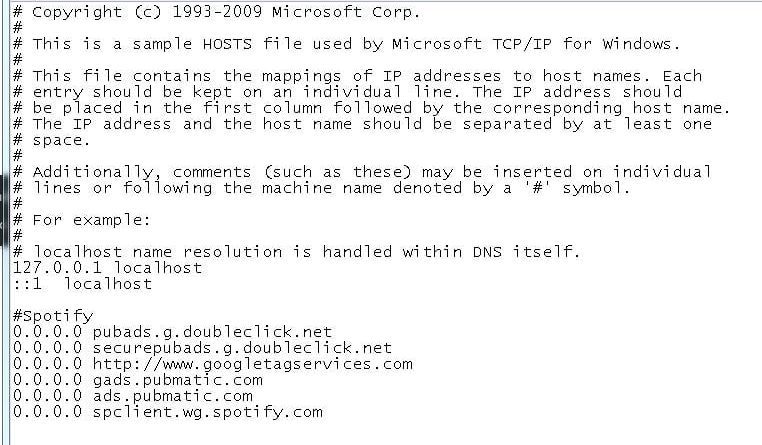 # Copyright (c) 1993-2009 Microsoft Corp.
#
# This is a sample HOSTS file used by Microsoft TCP/IP for Windows.
#
# This file contains the mappings of IP addresses to host names. Each
# entry should be kept on an individual line. The IP address should
# be placed in the first column followed by the corresponding host name.
# The IP address and the host name should be separated by at least one
# space.
#
# Additionally, comments (such as these) may be inserted on individual
# lines or following the machine name denoted by a '#' symbol.
#
# For example:
#
# localhost name resolution is handled within DNS itself.
127.0.0.1 localhost
::1  localhost

#Spotify
0.0.0.0 pubads.g.doubleclick.net
0.0.0.0 securepubads.g.doubleclick.net
0.0.0.0 http://www.googletagservices.com
0.0.0.0 gads.pubmatic.com
0.0.0.0 ads.pubmatic.com
0.0.0.0 spclient.wg.spotify.com